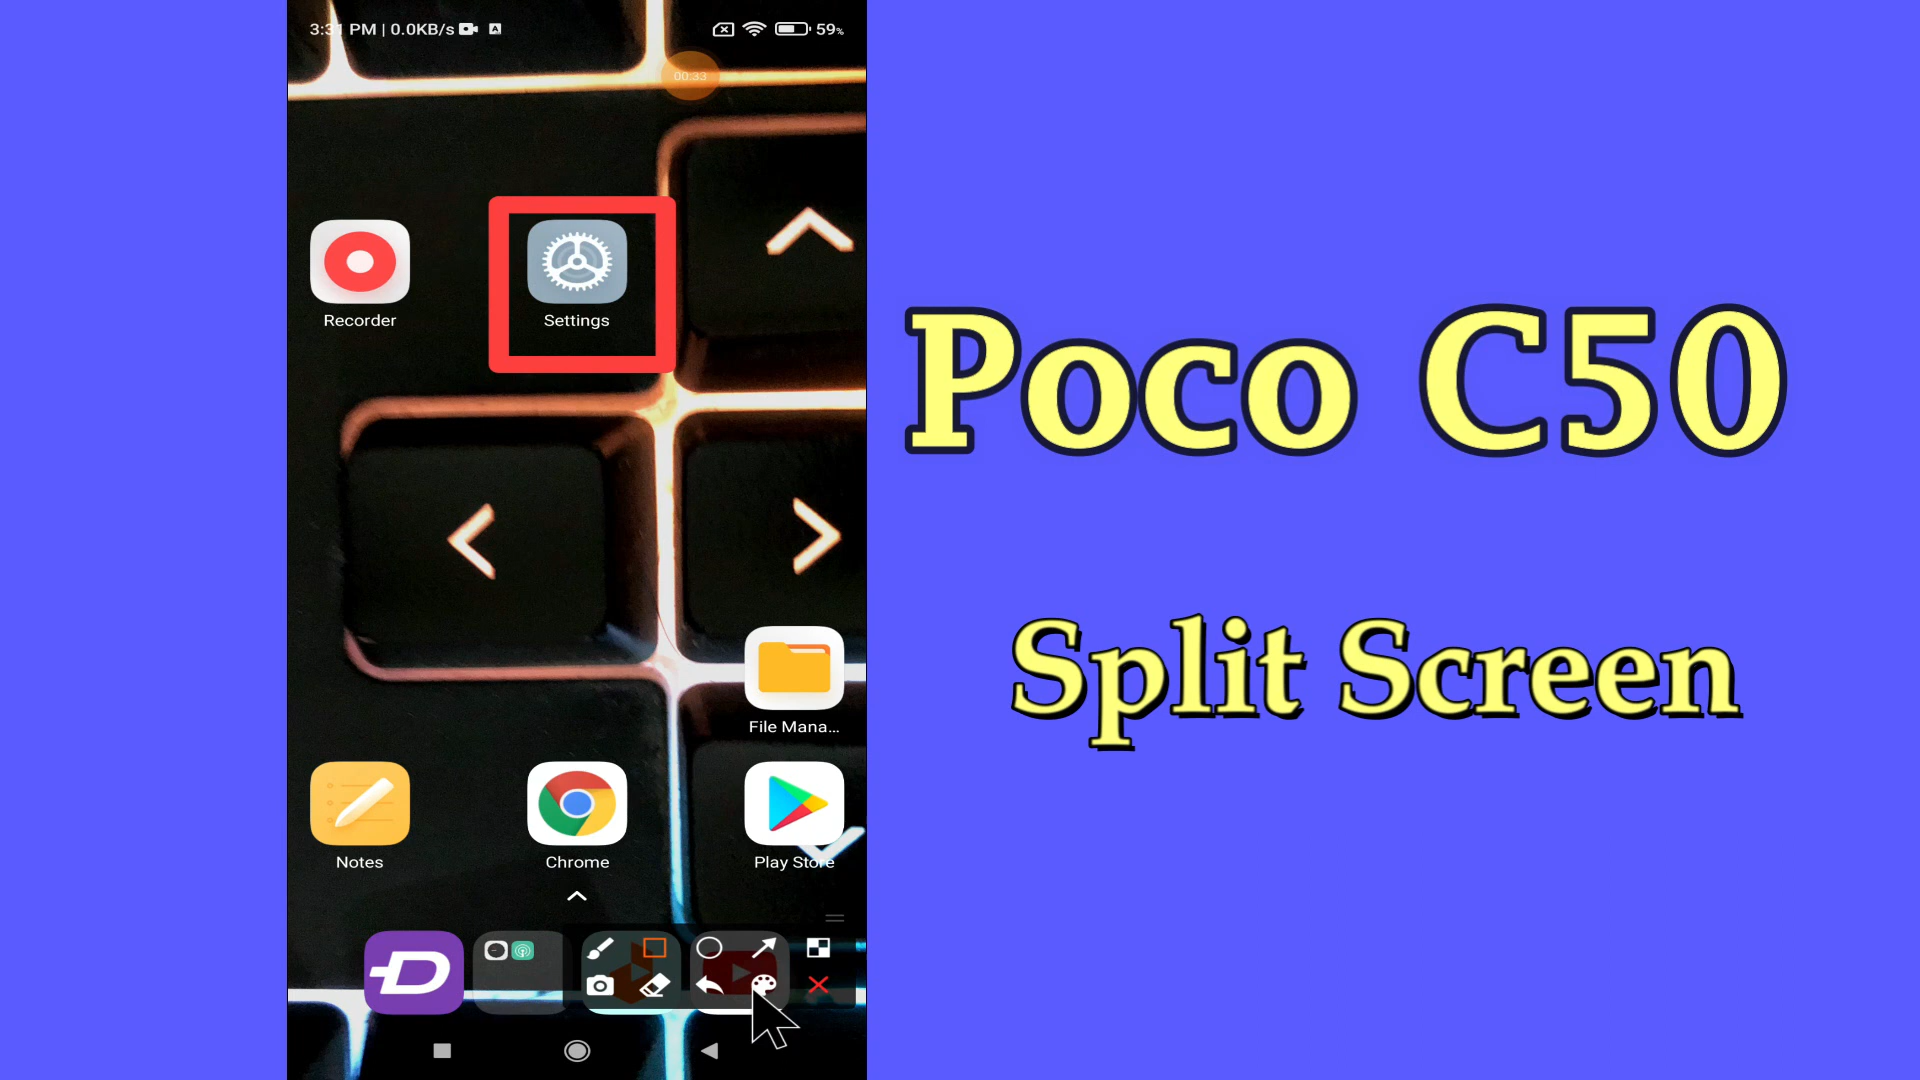 3:31 PM | 0.0KB/s
59%
00:33
Recorder
Settings
File Mana...
Notes
Chrome
Play Store
Poco C50
Split Screen